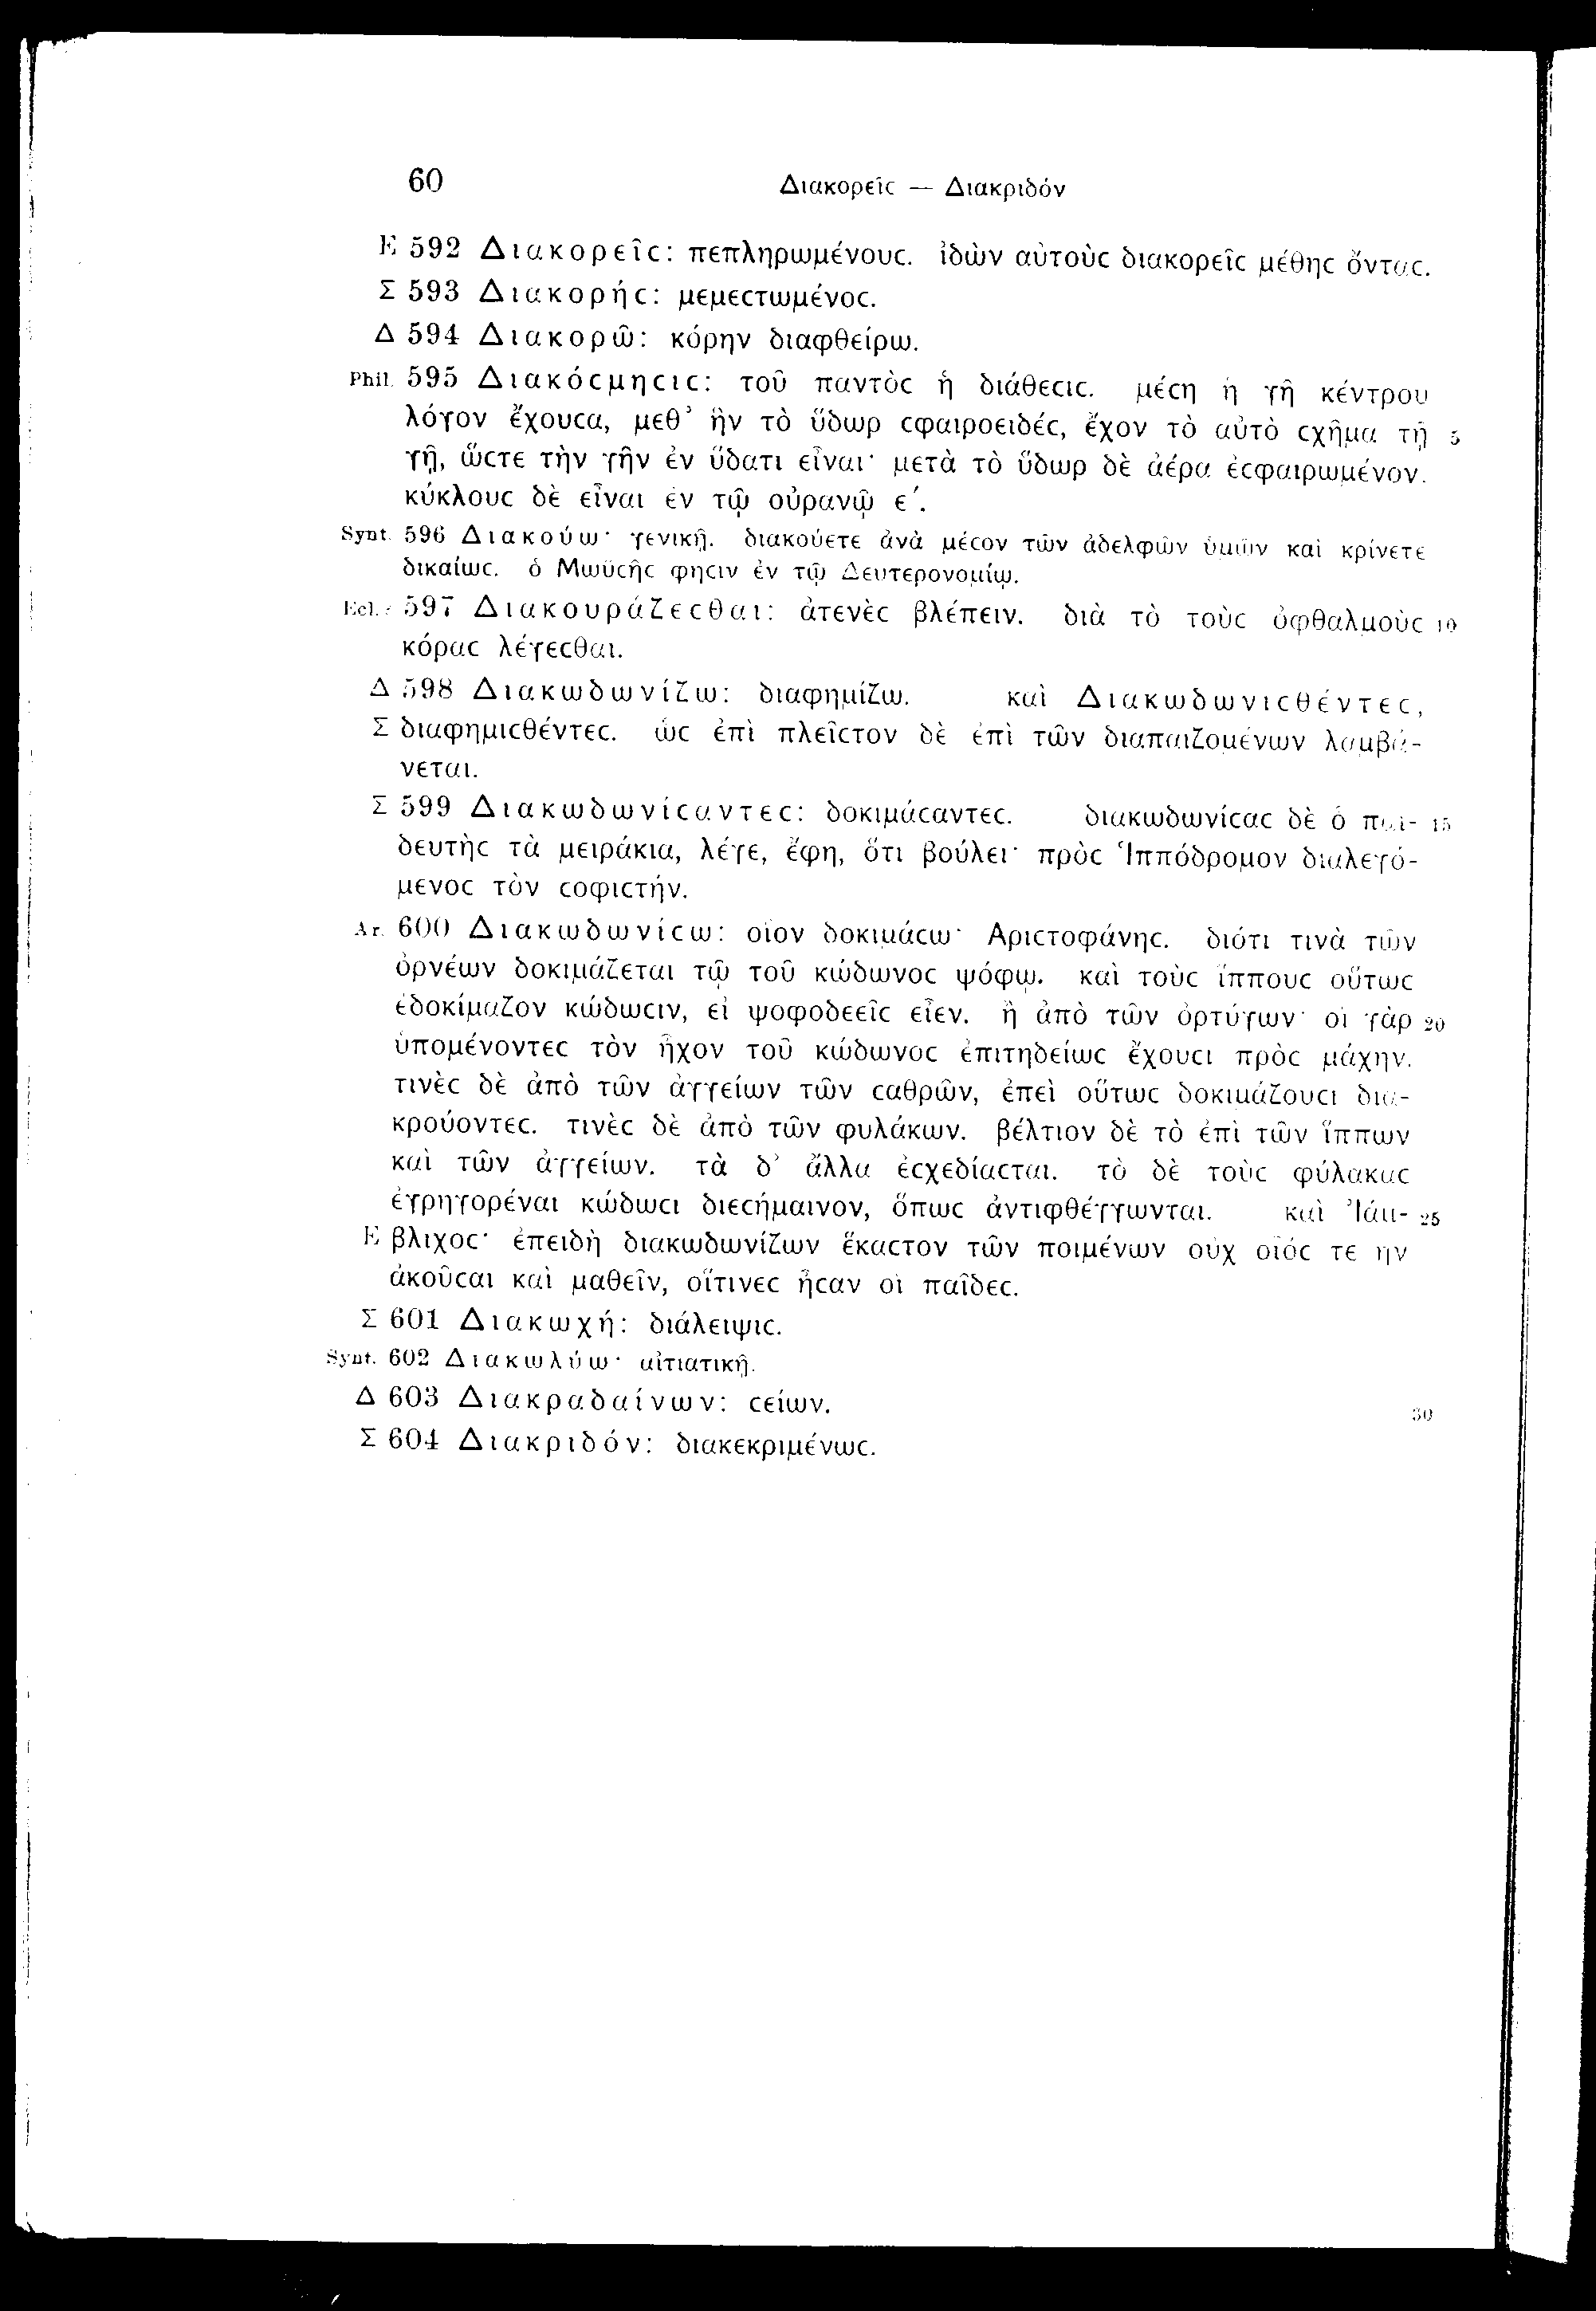 60 Διακορεῖϲ — Διακριδόν
E 592 Διακορεῖϲ: πεπληρωμένουϲ. ἰδὼν αὐτοὺϲ διακορεῖϲ μέθηϲ ὄνταϲ.
Σ 593 Διακορήϲ: μεμεϲτωμένοϲ.
Δ 594 Διακορῶ: κόρην διαφθείρω.
Phil. 595 Διακόϲμηϲιϲ: τοῦ παντὸϲ ἡ διάθεϲιϲ. μέϲη ἡ γῆ κέντρου
λόγον ἔχουϲα, μεθ’ ἣν τὸ ὕδωρ ϲφαιροειδέϲ, ἔχον τὸ αὐτὸ ϲχῆμα τῇ 5
γῇ, ὥϲτε τὴν γῆν ἐν ὕδατι εἶναι· μετὰ τὸ ὕδωρ δὲ ἀέρα ἐϲφαιρωμένον.
κύκλουϲ δὲ εἶναι ἐν τῷ οὐρανῷ ε΄.
Synt. 596 Διακούω· γενικῇ. διακούετε ἀνὰ μέϲον τῶν ἀδελφῶν ὑμῶν καὶ κρίνετε
δικαίωϲ. ὁ Μωϋϲῆϲ φηϲιν ἐν τῷ Δευτερονομίῳ.
Ecl. 597 Διακουράζεϲθαι: ἀτενὲϲ βλέπειν. διὰ τὸ τοὺϲ ὀφθαλμοὺϲ 10
κόραϲ λέγεϲθαι.
Δ 598 Διακωδωνίζω: διαφημίζω. καὶ Διακωδωνιϲθέντεϲ,
Σ διαφημιϲθέντεϲ. ὡϲ ἐπὶ πλεῖϲτον δὲ ἐπὶ τῶν διαπαιζομένων λαμβά-
νεται.
Σ 599 Διακωδωνίϲαντεϲ: δοκιμάϲαντεϲ. διακωδωνίϲαϲ δὲ ὁ παι- 15
δευτὴϲ τὰ μειράκια, λέγε, ἔφη, ὅτι βούλει· πρὸϲ Ἱππόδρομον διαλεγό-
μενοϲ τὸν ϲοφιϲτήν.
Ar. 600 Διακωδωνίϲω: οἷον δοκιμάϲω· Ἀριϲτοφάνηϲ. διότι τινὰ τῶν
ὀρνέων δοκιμάζεται τῷ τοῦ κώδωνοϲ ψόφῳ. καὶ τοὺϲ ἵππουϲ οὕτωϲ
ἐδοκίμαζον κώδωϲιν, εἰ ψοφοδεεῖϲ εἶεν. ἢ ἀπὸ τῶν ὀρτύγων· οἱ γὰρ 20
ὑπομένοντεϲ τὸν ἦχον τοῦ κώδωνοϲ ἐπιτηδείωϲ ἔχουϲι πρὸϲ μάχην.
τινὲϲ δὲ ἀπὸ τῶν ἀγγείων τῶν ϲαθρῶν, ἐπεὶ οὕτωϲ δοκιμάζουϲι δια-
κρούοντεϲ. τινὲϲ δὲ ἀπὸ τῶν φυλάκων. βέλτιον δὲ τὸ ἐπὶ τῶν ἵππων
καὶ τῶν ἀγγείων. τὰ δ’ ἄλλα ἐϲχεδίαϲται. τὸ δὲ τοὺϲ φύλακαϲ
ἐγρηγορέναι κώδωϲι διεϲήμαινον, ὅπωϲ ἀντιφθέγγωνται. καὶ Ἰάμ- 25
E βλιχοϲ· ἐπειδὴ διακωδωνίζων ἕκαϲτον τῶν ποιμένων οὐχ οἷόϲ τε ἦν
ἀκοῦϲαι καὶ μαθεῖν, οἵτινεϲ ἦϲαν οἱ παῖδεϲ.
Σ 601 Διακωχή: διάλειψιϲ.
Synt. 602 Διακωλύω· αἰτιατικῇ.
Δ 603 Διακραδαίνων: ϲείων. 30
Σ 604 Διακριδόν: διακεκριμένωϲ.